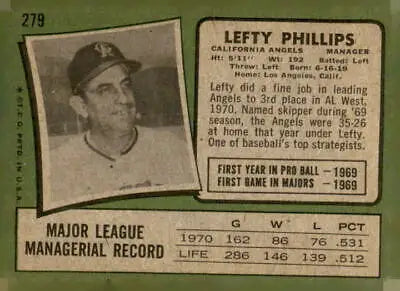 279
LEFTY PHILLIPS
CALIFORNIA ANGELS MANAGER
Ht: 5'11" Wt: 192 Batted: Left
Throw: Left Born: 6-16-19
Home: Los Angeles, Calif.
Lefty did a fine job in leading
Angels to 3rd place in AL West,
1970. Named skipper during '69
season, the Angels were 35-26
at home that year under Lefty.
One of baseball's top strategists.
FIRST YEAR IN PRO BALL - 1969
FIRST GAME IN MAJORS - 1969
* ©T.C.G. PRTD. IN U.S.A.
MAJOR LEAGUE
MANAGERIAL RECORD
G W L PCT
1970 162 86 76 .531
LIFE 286 146 139 .512